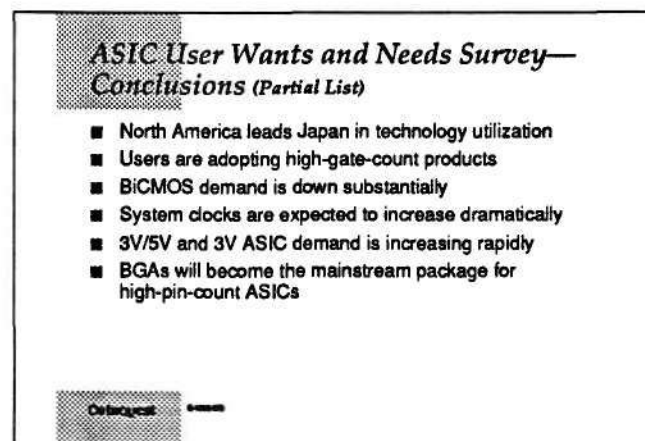 ASIC User Wants and Needs Survey—
Conclusions (Partial List)
■ North America leads Japan in technology utilization
■ Users are adopting high-gate-count products
■ BiCMOS demand is down substantially
■ System clocks are expected to increase dramatically
■ 3V/5V and 3V ASIC demand is increasing rapidly
■ BGAs will become the mainstream package for
high-pin-count ASICs
Dataquest